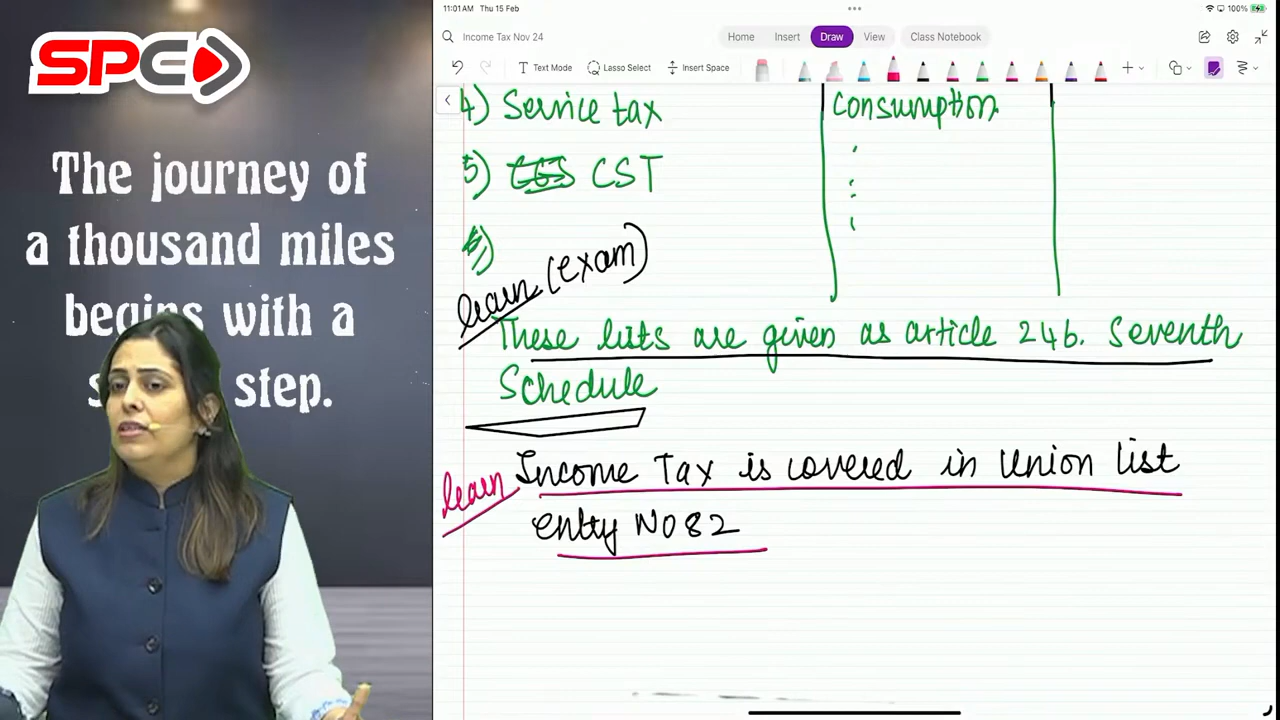 11:01 AM Thu 15 Feb
100%
Income Tax Nov 24
Home Insert Draw View Class Notebook
Text Mode Lasso Select Insert Space
SPC
The journey of
a thousand miles
begins with a
step.
4) Service tax
consumption
5) CST
learn (exam)
These lists are given as article 246. Seventh
Schedule
learn
Income Tax is covered in Union list
entry No 82